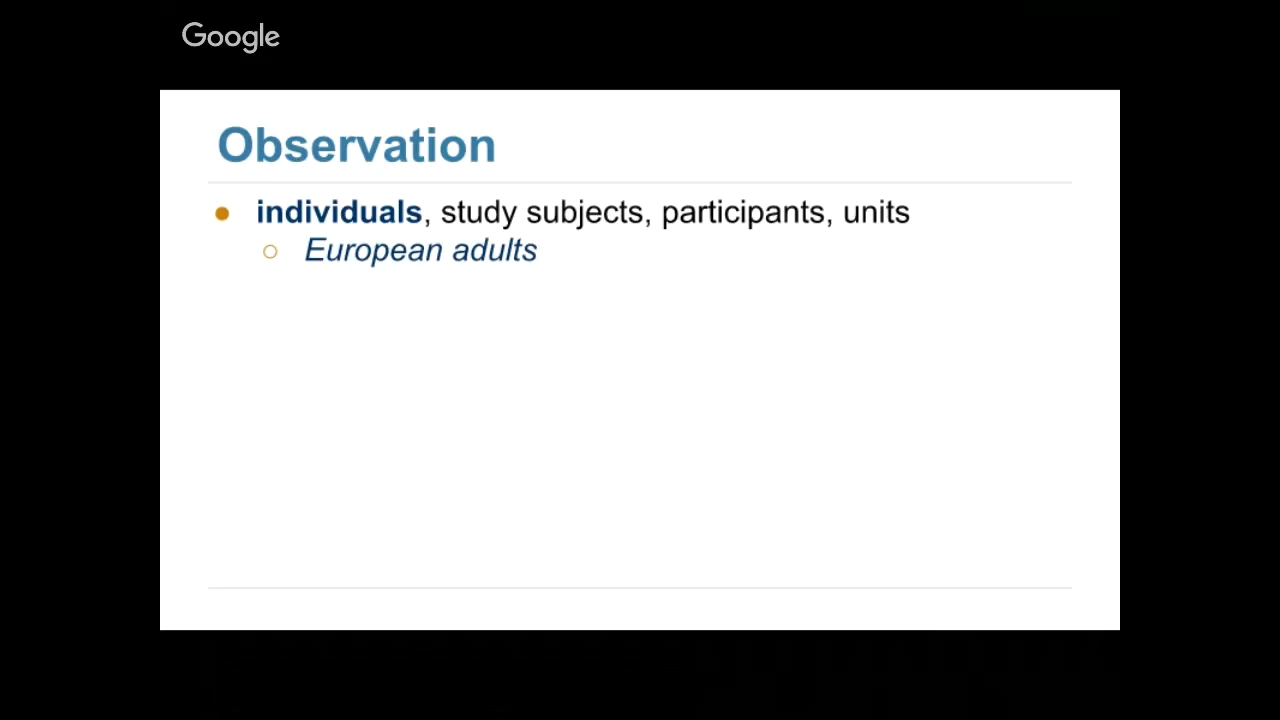 Google
Observation
individuals, study subjects, participants, units
European adults